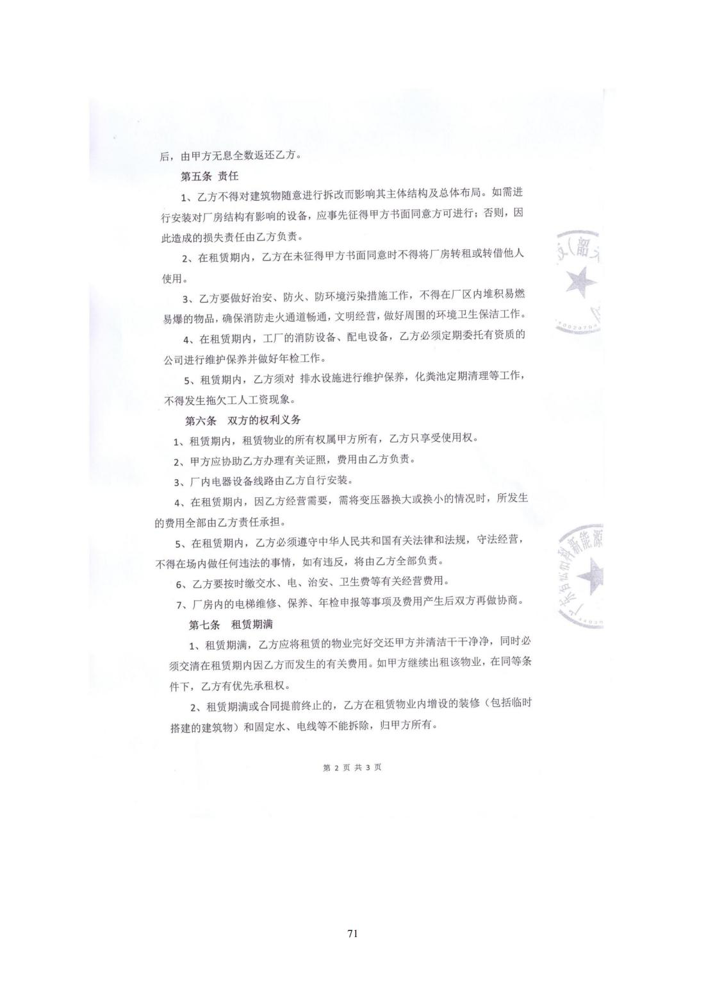 后，由甲方无息全数返还乙方。
第五条 责任
1、乙方不得对建筑物随意进行拆改而影响其主体结构及总体布局。如需进
行安装对厂房结构有影响的设备，应事先征得甲方书面同意方可进行；否则，因
此造成的损失责任由乙方负责。
2、在租赁期内，乙方在未征得甲方书面同意时不得将厂房转租或转借他人
使用。
3、乙方要做好治安、防火、防环境污染措施工作，不得在厂区内堆积易燃
易爆的物品，确保消防走火通道畅通，文明经营，做好周围的环境卫生保洁工作。
4、在租赁期内，工厂的消防设备、配电设备，乙方必须定期委托有资质的
公司进行维护保养并做好年检工作。
5、租赁期内，乙方须对 排水设施进行维护保养，化粪池定期清理等工作，
不得发生拖欠工人工资现象。
第六条 双方的权利义务
1、租赁期内，租赁物业的所有权属甲方所有，乙方只享受使用权。
2、甲方应协助乙方办理有关证照，费用由乙方负责。
3、厂内电器设备线路由乙方自行安装。
4、在租赁期内，因乙方经营需要，需将变压器换大或换小的情况时，所发生
的费用全部由乙方责任承担。
5、在租赁期内，乙方必须遵守中华人民共和国有关法律和法规，守法经营，
不得在场内做任何违法的事情，如有违反，将由乙方全部负责。
6、乙方要按时缴交水、电、治安、卫生费等有关经营费用。
7、厂房内的电梯维修、保养、年检申报等事项及费用产生后双方再做协商。
第七条 租赁期满
1、租赁期满，乙方应将租赁的物业完好交还甲方并清洁干干净净，同时必
须交清在租赁期内因乙方而发生的有关费用。如甲方继续出租该物业，在同等条
件下，乙方有优先承租权。
2、租赁期满或合同提前终止的，乙方在租赁物业内增设的装修（包括临时
搭建的建筑物）和固定水、电线等不能拆除，归甲方所有。
（韶
新能源
第 2 页 共 3 页
71